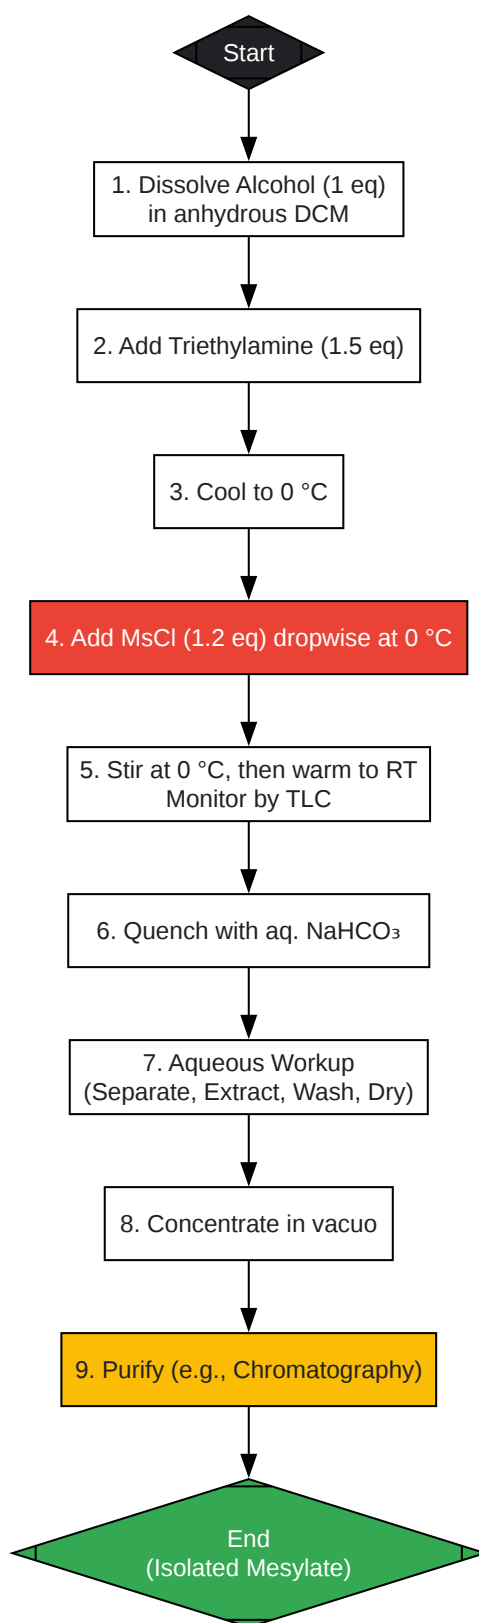 Start
1. Dissolve Alcohol (1 eq)
in anhydrous DCM
2. Add Triethylamine (1.5 eq)
3. Cool to 0 °C
4. Add MsCl (1.2 eq) dropwise at 0 °C
5. Stir at 0 °C, then warm to RT
Monitor by TLC
6. Quench with aq. NaHCO₃
7. Aqueous Workup
(Separate, Extract, Wash, Dry)
8. Concentrate in vacuo
9. Purify (e.g., Chromatography)
End
(Isolated Mesylate)